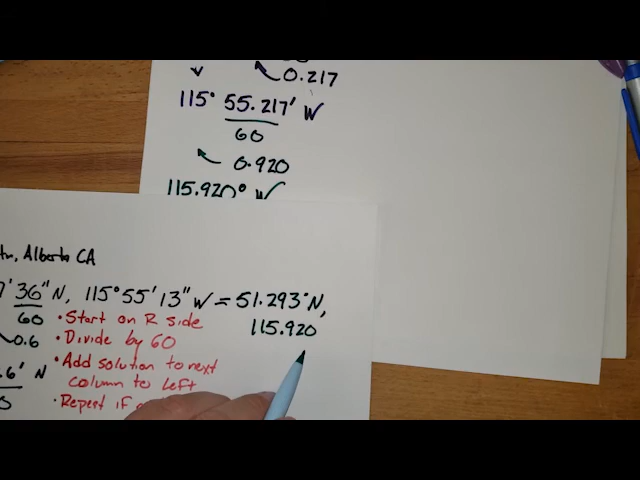 0.217
115° 55.217' W
60
0.920
115.920° W
Alberta CA
7' 36" N, 115° 55' 13" W = 51.293° N,
60
115.920
• Start on R side
• Divide by 60
0.6
• Add solution to next
column to left
.6' N
• Repeat if